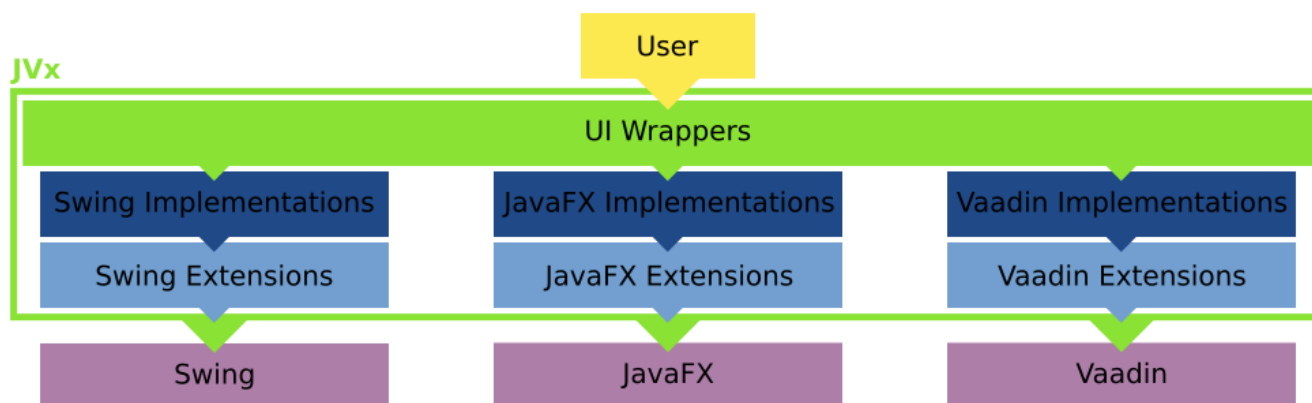 User
JVx
UI Wrappers
Swing Implementations
JavaFX Implementations
Vaadin Implementations
Swing Extensions
JavaFX Extensions
Vaadin Extensions
Swing
JavaFX
Vaadin